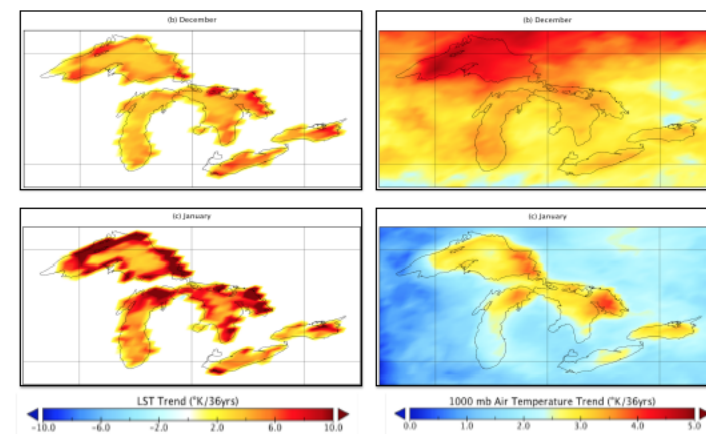 (b) December
(b) December
(c) January
(c) January
LST Trend (°K/36yrs)
1000 mb Air Temperature Trend (°K/36yrs)
-10.0 -6.0 -2.0 2.0 6.0 10.0
0.0 1.0 2.0 3.0 4.0 5.0